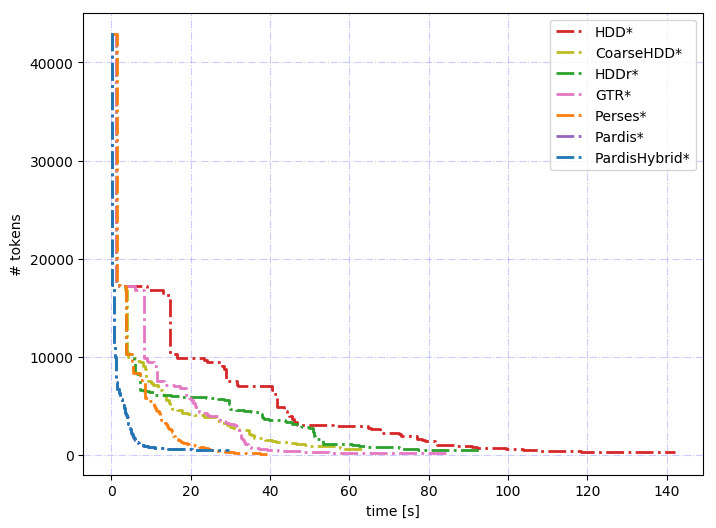 # tokens
40000
30000
20000
10000
0
0 20 40 60 80 100 120 140
time [s]
HDD*
CoarseHDD*
HDDr*
GTR*
Perses*
Pardis*
PardisHybrid*